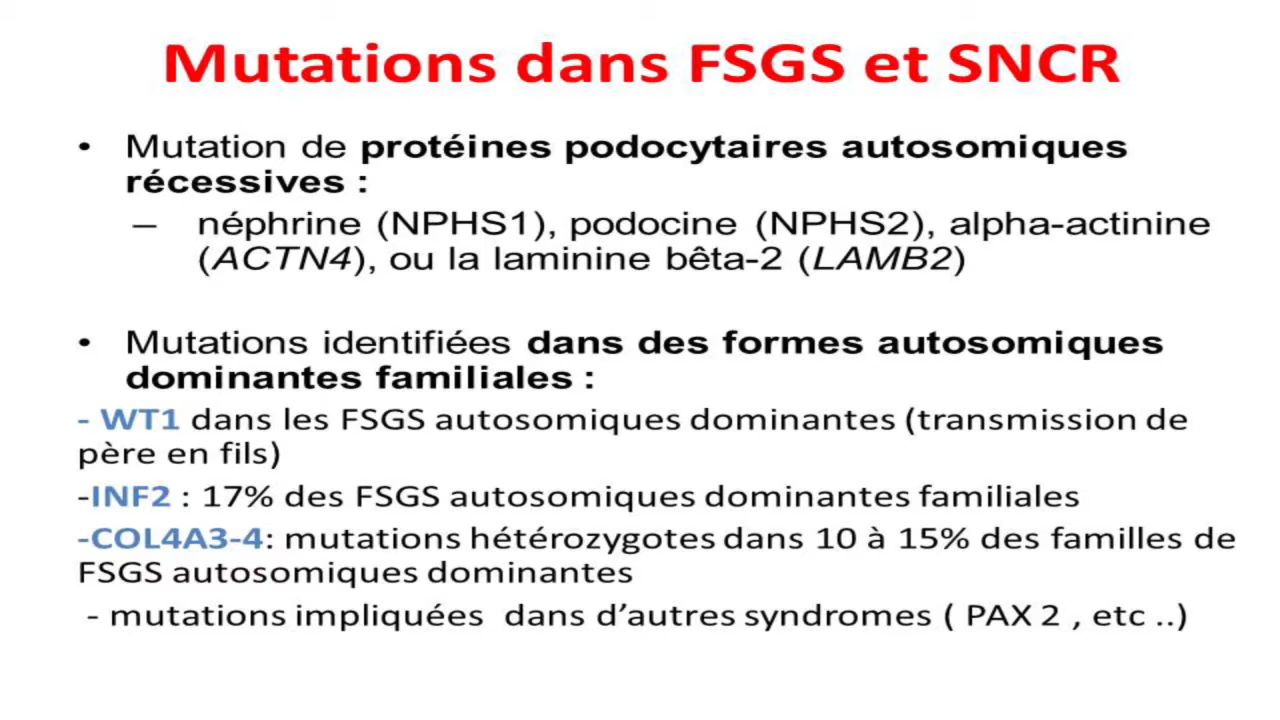 Mutations dans FSGS et SNCR
• Mutation de protéines podocytaires autosomiques
récessives :
– néphrine (NPHS1), podocine (NPHS2), alpha-actinine
(ACTN4), ou la laminine bêta-2 (LAMB2)
• Mutations identifiées dans des formes autosomiques
dominantes familiales :
- WT1 dans les FSGS autosomiques dominantes (transmission de
père en fils)
-INF2 : 17% des FSGS autosomiques dominantes familiales
-COL4A3-4: mutations hétérozygotes dans 10 à 15% des familles de
FSGS autosomiques dominantes
- mutations impliquées dans d’autres syndromes ( PAX 2 , etc ..)